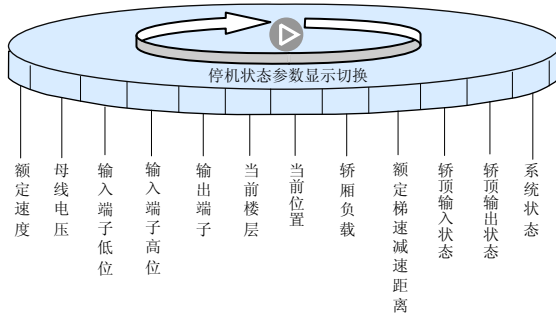 停机状态参数显示切换
额定速度
母线电压
输入端子低位
输入端子高位
输出端子
当前楼层
当前位置
轿厢负载
额定梯速减速距离
轿顶输入状态
轿顶输出状态
系统状态